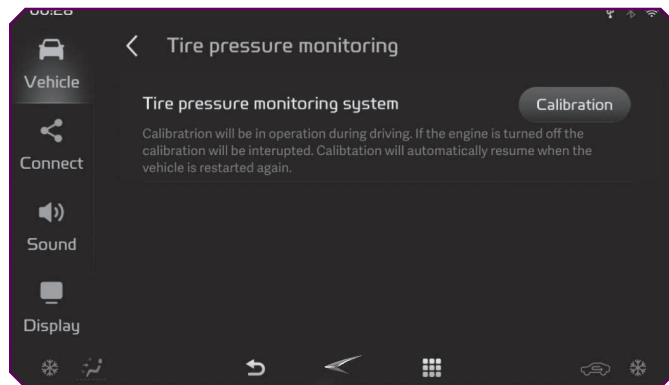 Tire pressure monitoring
Vehicle
Tire pressure monitoring system
Calibration
Calibratrion will be in operation during driving. If the engine is turned off the
calibration will be interupted. Calibtation will automatically resume when the
vehicle is restarted again.
Connect
Sound
Display